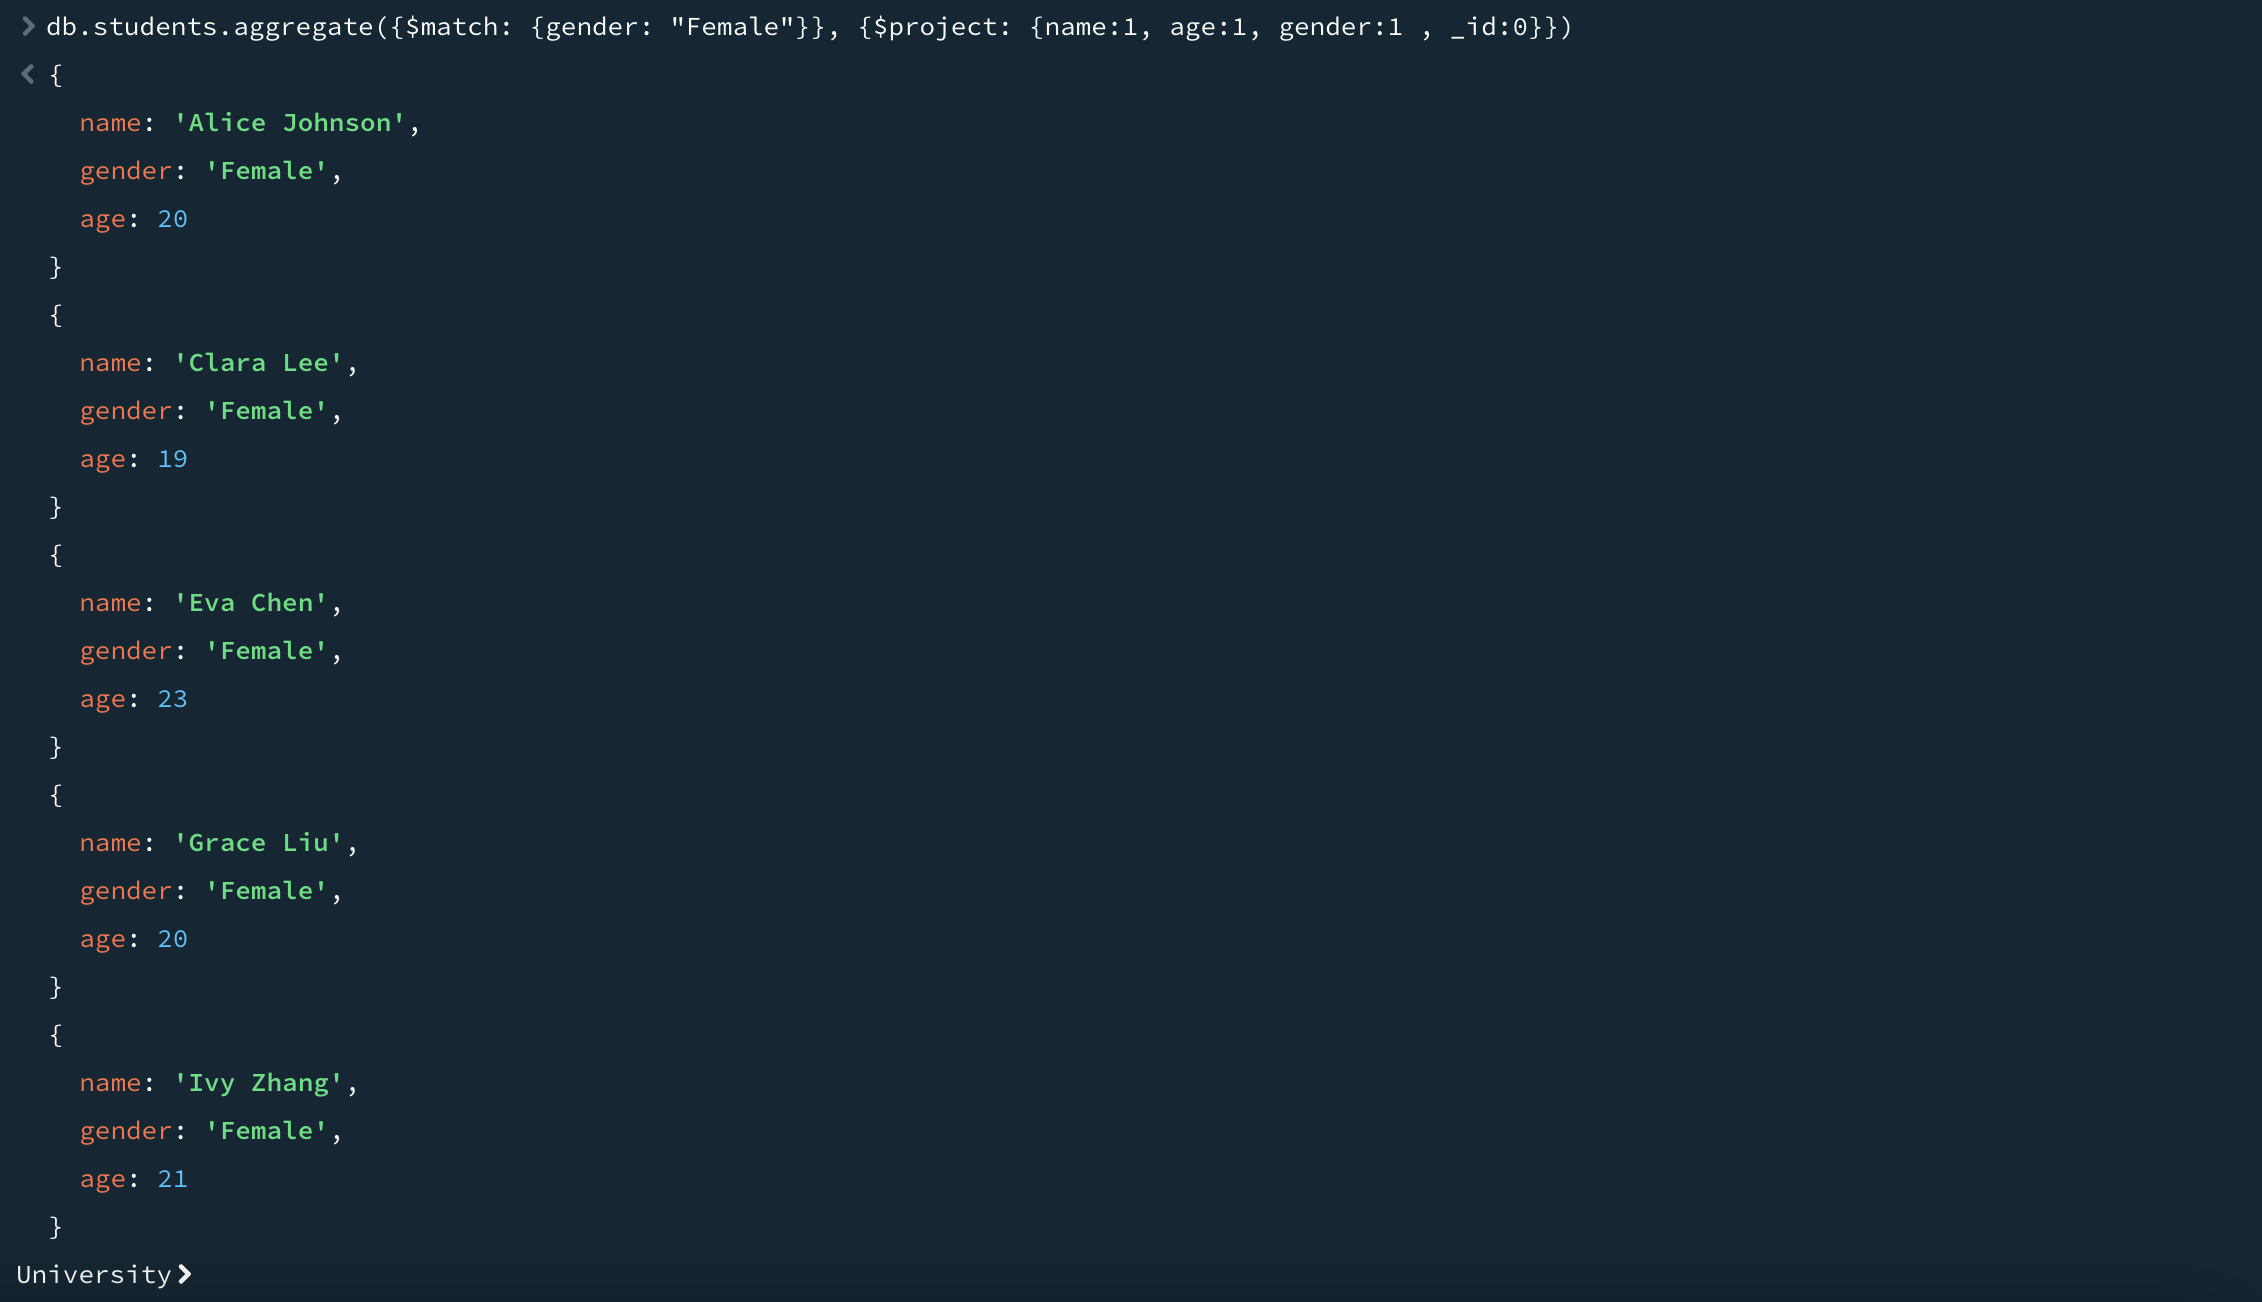 > db.students.aggregate({$match: {gender: "Female"}}, {$project: {name:1, age:1, gender:1 , _id:0}})
< {
name: 'Alice Johnson',
gender: 'Female',
age: 20
}
{
name: 'Clara Lee',
gender: 'Female',
age: 19
}
{
name: 'Eva Chen',
gender: 'Female',
age: 23
}
{
name: 'Grace Liu',
gender: 'Female',
age: 20
}
{
name: 'Ivy Zhang',
gender: 'Female',
age: 21
}
University>